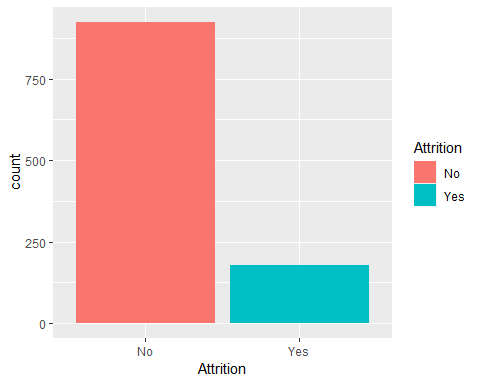 750
500
250
0
count
No
Yes
Attrition
Attrition
No
Yes